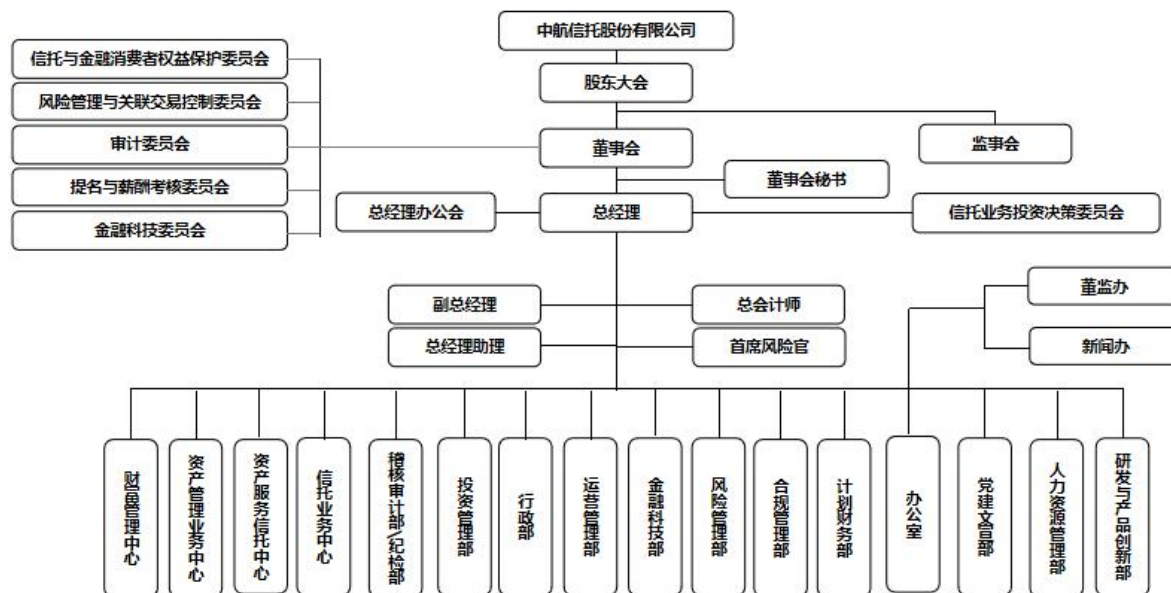 中航信托股份有限公司
信托与金融消费者权益保护委员会
股东大会
风险管理与关联交易控制委员会
审计委员会
董事会
监事会
提名与薪酬考核委员会
董事会秘书
总经理办公会
总经理
信托业务投资决策委员会
金融科技委员会
董监办
副总经理
总会计师
总经理助理
首席风险官
新闻办
财富管理中心
资产管理业务中心
资产服务信托中心
信托业务中心
稽核审计部/纪检部
投资管理部
行政部
运营管理部
金融科技部
风险管理部
合规管理部
计划财务部
办公室
党建文宣部
人力资源管理部
研发与产品创新部